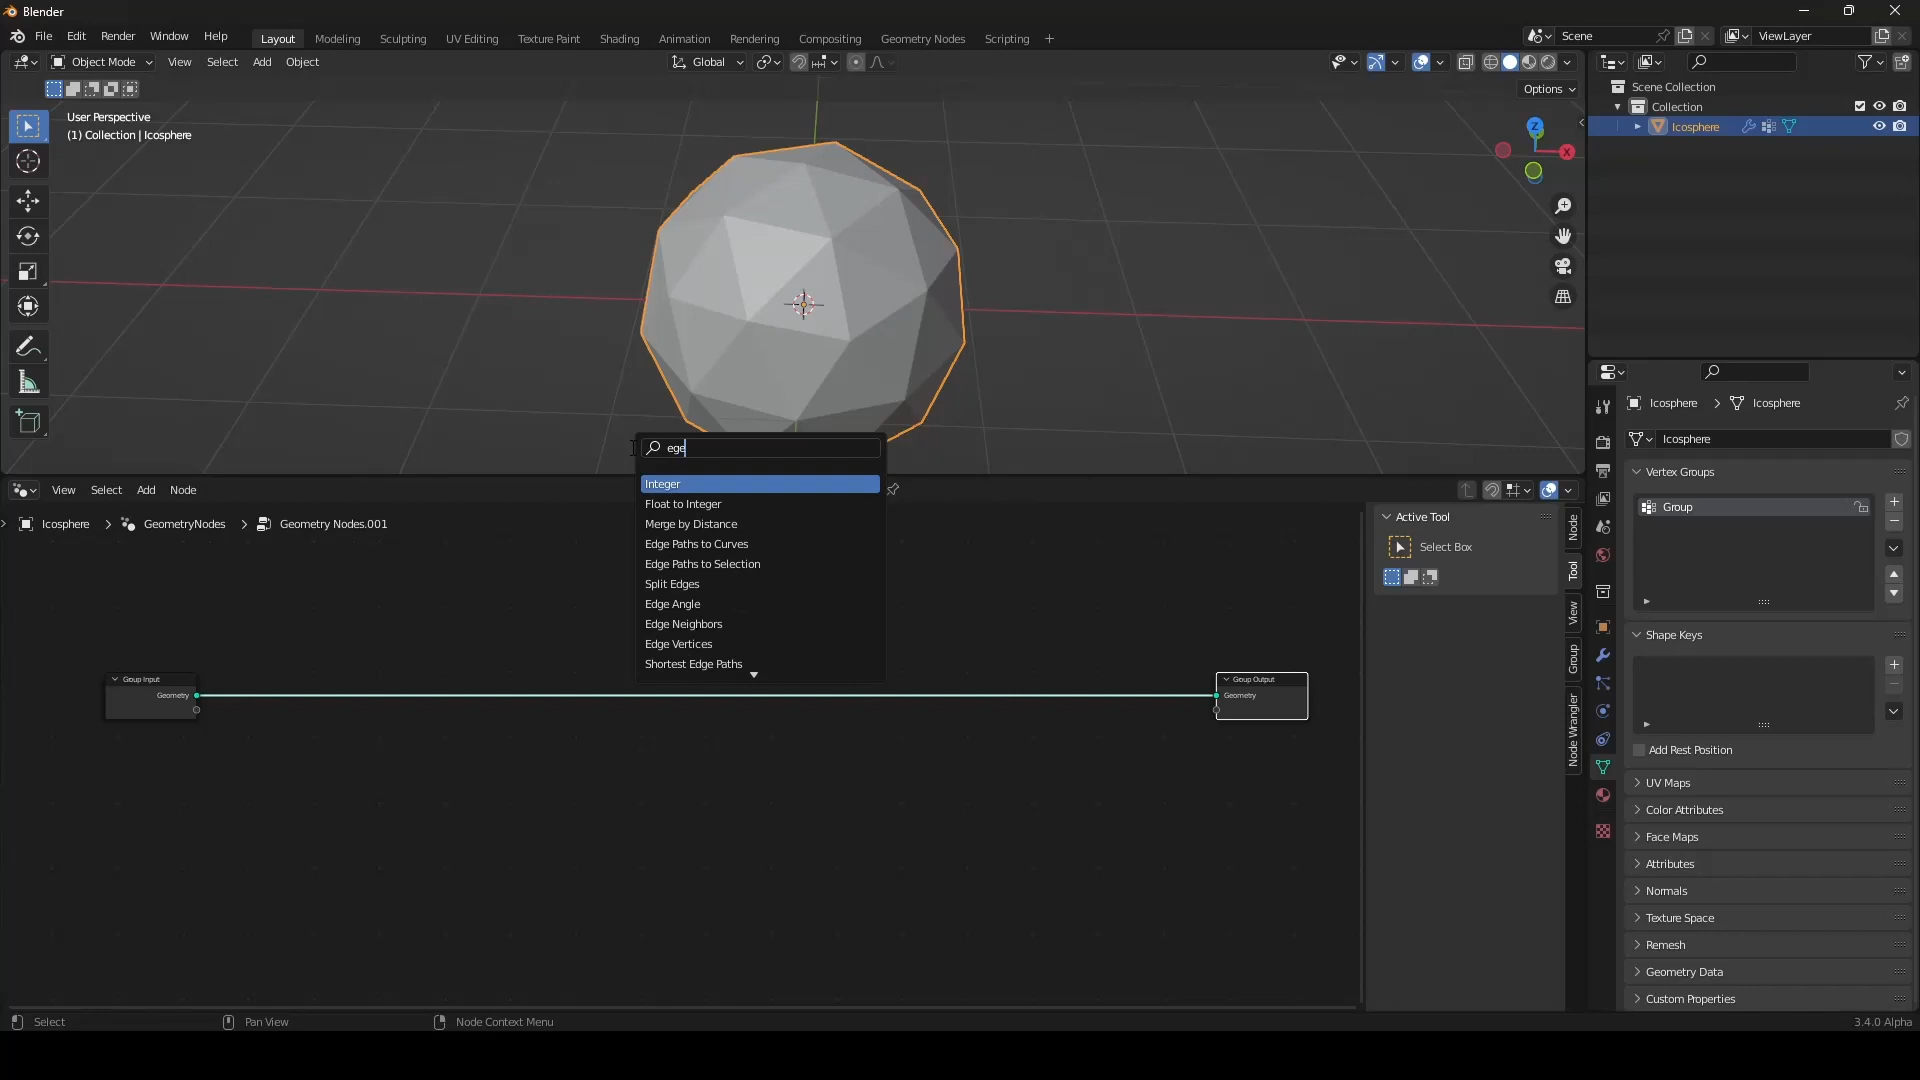 Blender
File Edit Render Window Help Layout Modeling Sculpting UV Editing Texture Paint Shading Animation Rendering Compositing Geometry Nodes Scripting + Scene ViewLayer
Object Mode View Select Add Object Global
Options
User Perspective
(1) Collection | Icosphere
Z
X
Scene Collection
Collection
Icosphere
ege
Integer
Float to Integer
Merge by Distance
Edge Paths to Curves
Edge Paths to Selection
Split Edges
Edge Angle
Edge Neighbors
Edge Vertices
Shortest Edge Paths
View Select Add Node
Icosphere > GeometryNodes > Geometry Nodes.001
Group Input
Geometry
Group Output
Geometry
Active Tool
Select Box
Node
Tool
View
Group
Node Wrangler
Icosphere > Icosphere
Icosphere
Vertex Groups
Group
Shape Keys
Add Rest Position
UV Maps
Color Attributes
Face Maps
Attributes
Normals
Texture Space
Remesh
Geometry Data
Custom Properties
Select Pan View Node Context Menu 3.4.0 Alpha